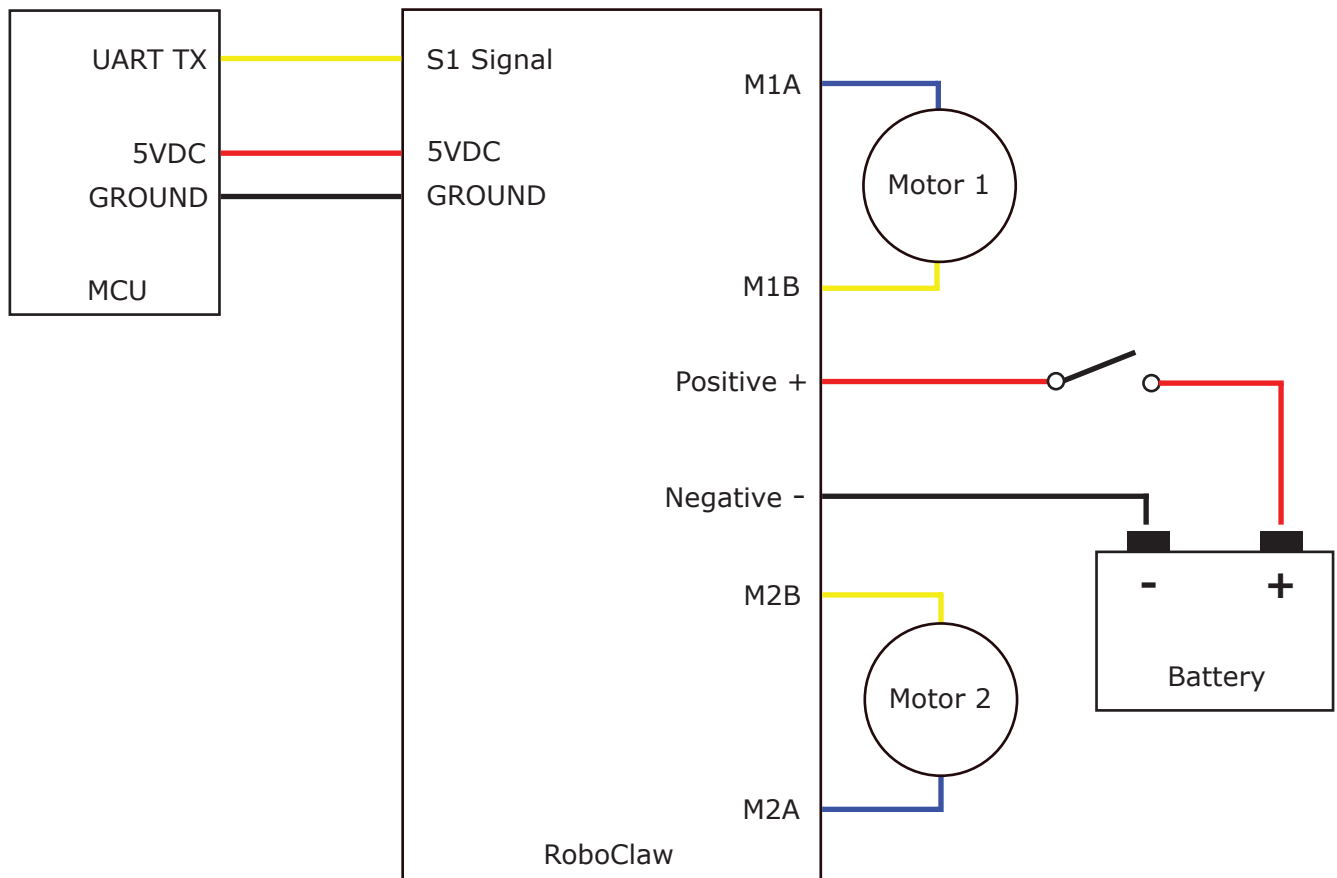 UART TX
5VDC
GROUND
MCU
S1 Signal
5VDC
GROUND
M1A
Motor 1
M1B
Positive +
Negative -
- +
Battery
M2B
Motor 2
M2A
RoboClaw